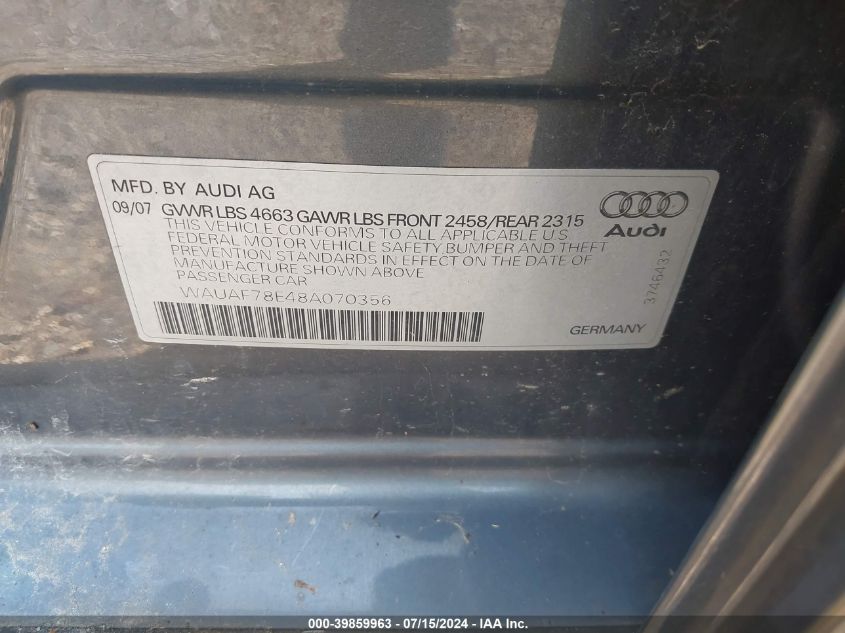 MFD. BY AUDI AG
09/07 GVWR LBS 4663 GAWR LBS FRONT 2458/REAR 2315
THIS VEHICLE CONFORMS TO ALL APPLICABLE U.S.
FEDERAL MOTOR VEHICLE SAFETY, BUMPER AND THEFT
PREVENTION STANDARDS IN EFFECT ON THE DATE OF
MANUFACTURE SHOWN ABOVE
PASSENGER CAR
WAUAF78E48A070356
Audi
3746432
GERMANY
000-39859963 - 07/15/2024 - IAA Inc.